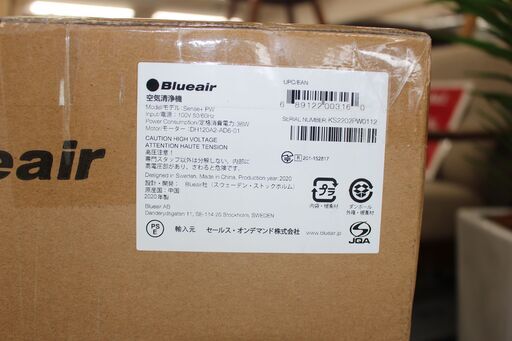 Blueair
空気清浄機
Model/モデル : Sense+ PW
Input/電源 : 100V 50/60Hz
Power Consumption/定格消費電力: 38W
Motor/モーター : DH120A2-AD6-01
CAUTION HIGH VOLTAGE
ATTENTION HAUTE TENSION
高圧注意！
専門スタッフ以外は分解しない、内部に
高電圧があり、さわると危険です。
Designed in Sweden, Made in China, Production year:2020
設計・開発： Blueair社（スウェーデン・ストックホルム）
原産国：中国
2020年製
Blueair AB
Danderydsgatan 11, SE-114 26 Stockholm, SWEDEN
PS
E
輸入元 セールス・オンデマンド株式会社
UPC/EAN
6 89122 00316 0
SERIAL NUMBER: KS2202PW0112
201-152817
プラ
内袋・緩衝材
ダンボール
外箱・緩衝材
www.blueair.jp
JQA
Blueair